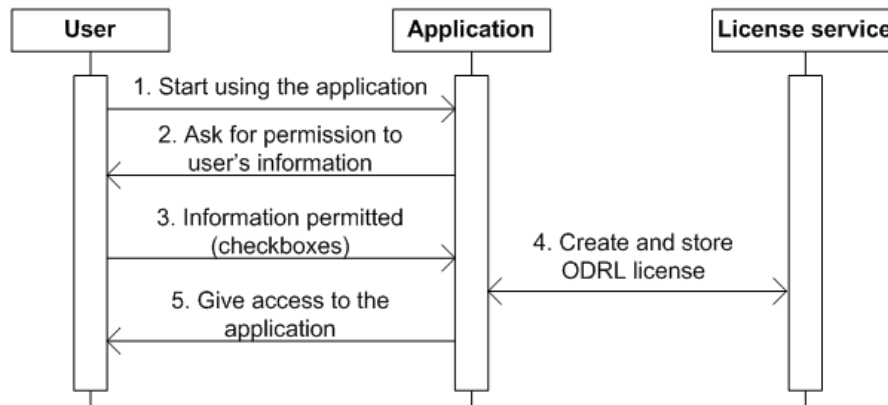 User
Application
License service
1. Start using the application
2. Ask for permission to
user's information
3. Information permitted
(checkboxes)
4. Create and store
ODRL license
5. Give access to the
application